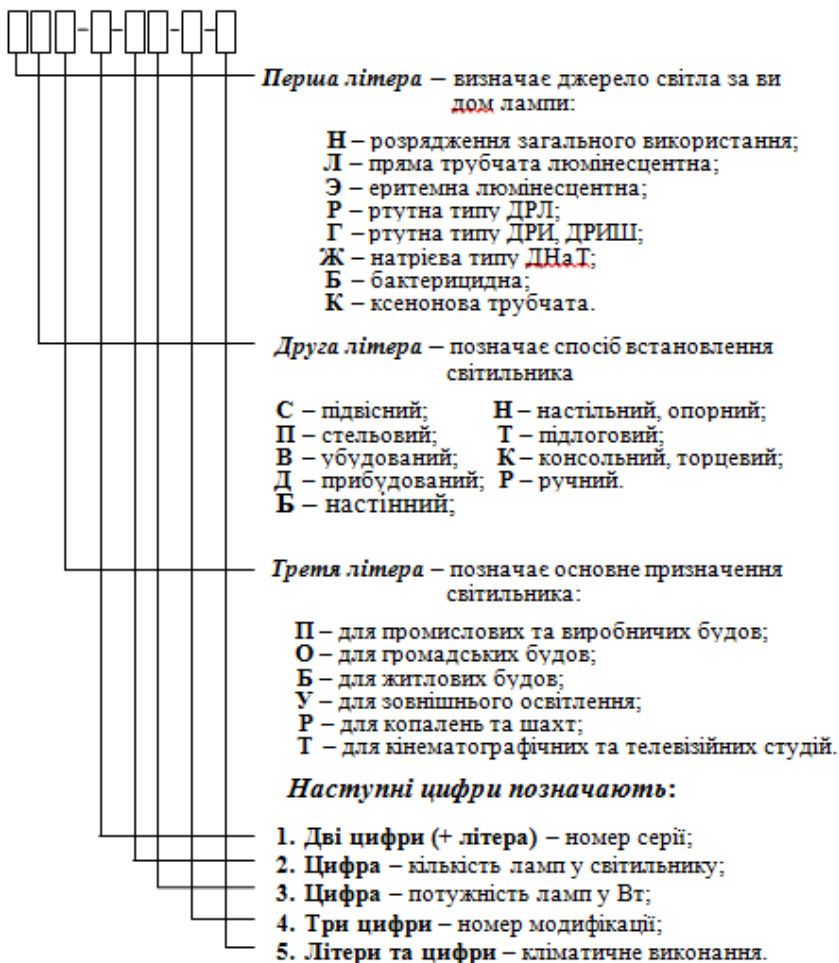 Перша літера – визначає джерело світла за ви
дом лампи:
Н – розрядження загального використання;
Л – пряма трубчата люмінесцентна;
Э – еритемна люмінесцентна;
Р – ртутна типу ДРЛ;
Г – ртутна типу ДРИ, ДРИШ;
Ж – натрієва типу ДНаТ;
Б – бактерицидна;
К – ксенонова трубчата.
Друга літера – позначає спосіб встановлення
світильника
С – підвісний; Н – настільний, опорний;
П – стельовий; Т – підлоговий;
В – убудований; К – консольний, торцевий;
Д – прибудований; Р – ручний.
Б – настінний;
Третя літера – позначає основне призначення
світильника:
П – для промислових та виробничих будов;
О – для громадських будов;
Б – для житлових будов;
У – для зовнішнього освітлення;
Р – для копалень та шахт;
Т – для кінематографічних та телевізійних студій.
Наступні цифри позначають:
1. Дві цифри (+ літера) – номер серії;
2. Цифра – кількість ламп у світильнику;
3. Цифра – потужність ламп у Вт;
4. Три цифри – номер модифікації;
5. Літери та цифри – кліматичне виконання.